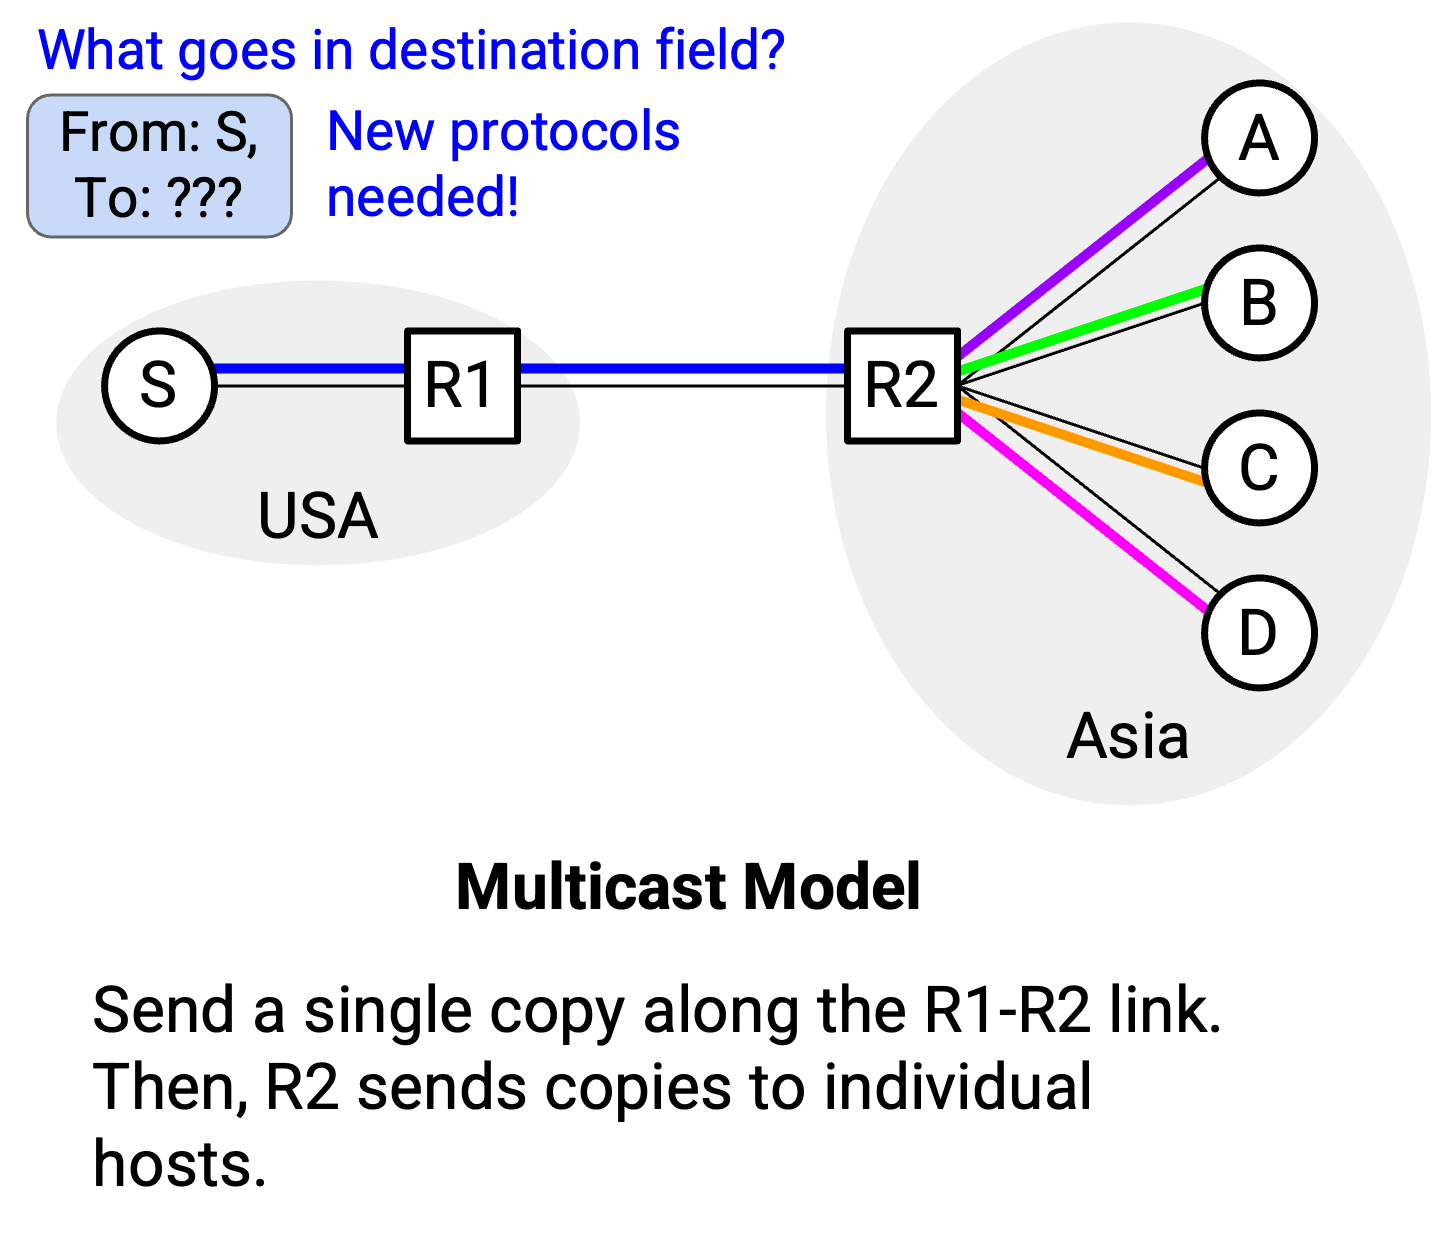 What goes in destination field?
From: S,
To: ???
New protocols
needed!
A
B
S
R1
R2
C
USA
D
Asia
Multicast Model
Send a single copy along the R1-R2 link.
Then, R2 sends copies to individual
hosts.